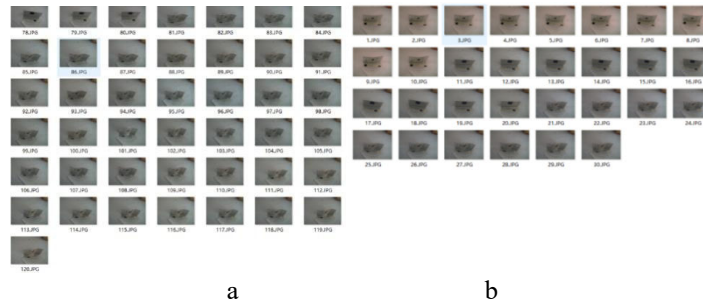 78.JPG 79.JPG 80.JPG 81.JPG 82.JPG 83.JPG 84.JPG
85.JPG 86.JPG 87.JPG 88.JPG 89.JPG 90.JPG 91.JPG
92.JPG 93.JPG 94.JPG 95.JPG 96.JPG 97.JPG 98.JPG
99.JPG 100.JPG 101.JPG 102.JPG 103.JPG 104.JPG 105.JPG
106.JPG 107.JPG 108.JPG 109.JPG 110.JPG 111.JPG 112.JPG
113.JPG 114.JPG 115.JPG 116.JPG 117.JPG 118.JPG 119.JPG
120.JPG
a
1.JPG 2.JPG 3.JPG 4.JPG 5.JPG 6.JPG 7.JPG 8.JPG
9.JPG 10.JPG 11.JPG 12.JPG 13.JPG 14.JPG 15.JPG 16.JPG
17.JPG 18.JPG 19.JPG 20.JPG 21.JPG 22.JPG 23.JPG 24.JPG
25.JPG 26.JPG 27.JPG 28.JPG 29.JPG 30.JPG
b